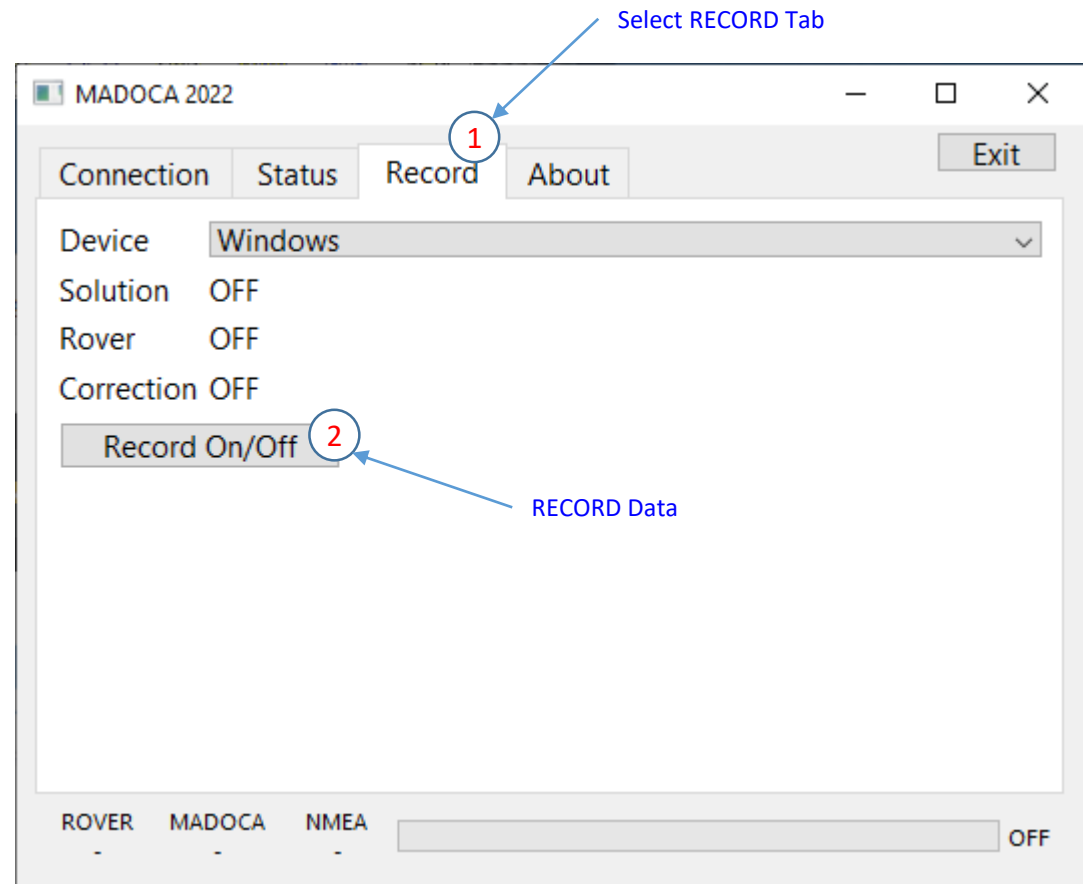 Select RECORD Tab
MADOCA 2022
1
Exit
Connection Status Record About
Device Windows
Solution OFF
Rover OFF
Correction OFF
Record On/Off 2
RECORD Data
ROVER MADOCA NMEA
- - -
OFF